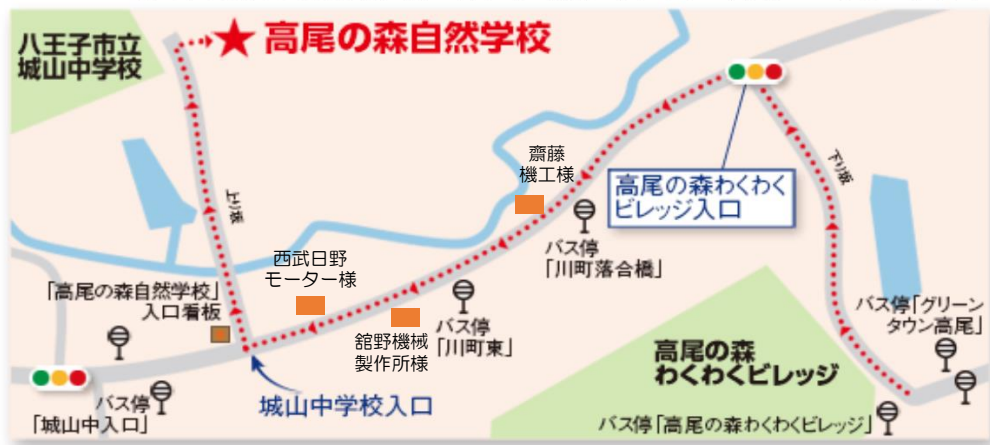 八王子市立
城山中学校
高尾の森自然学校
齋藤
機工様
高尾の森わくわく
ビレッジ入口
下り坂
上り坂
バス停
「川町落合橋」
西武日野
モーター様
「高尾の森自然学校」
入口看板
舘野機械
製作所様
バス停
「川町東」
バス停「グリーン
タウン高尾」
高尾の森
わくわくビレッジ
城山中学校入口
バス停
「城山中入口」
バス停「高尾の森わくわくビレッジ」